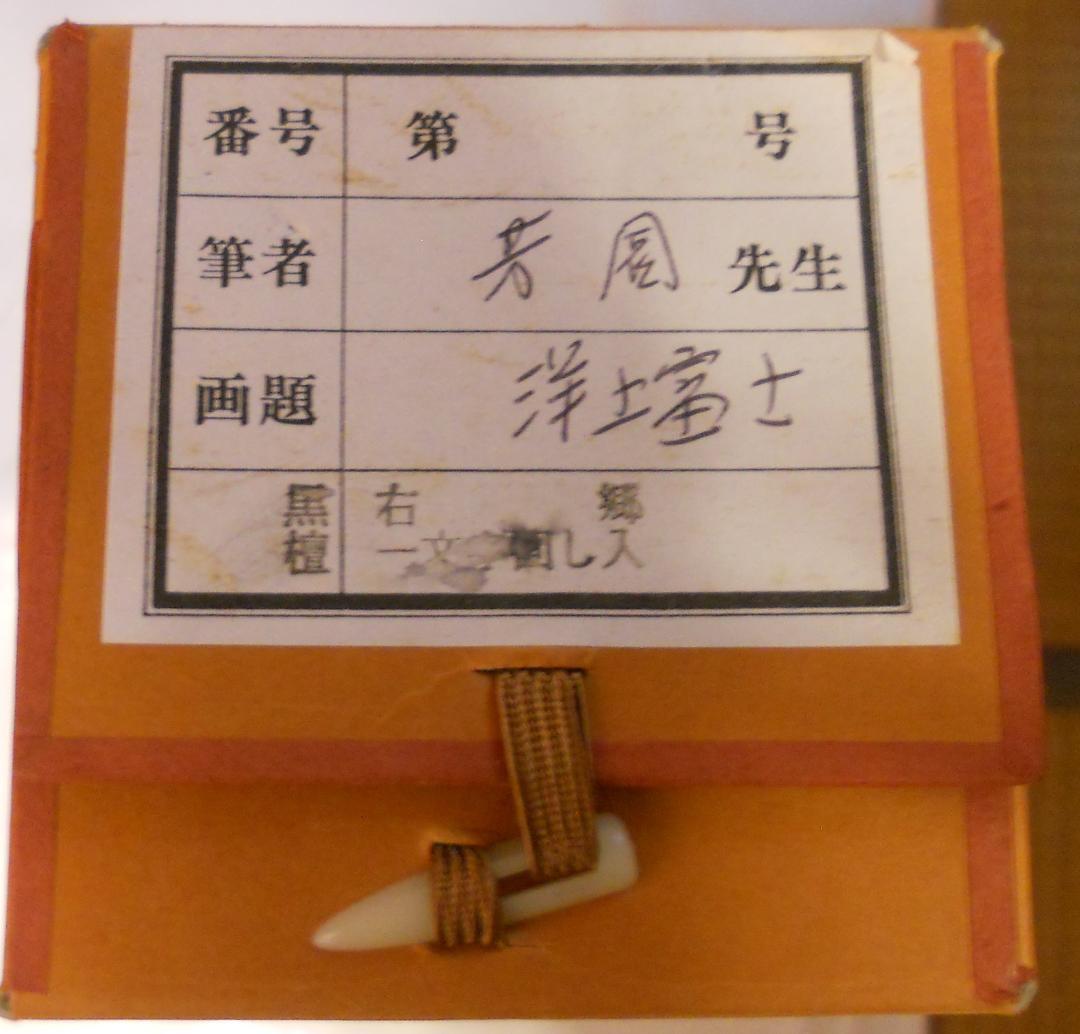 番号 第 号
筆者 芳園 先生
画題 洋上富士
黒 右 郷
檀 一文 回し入